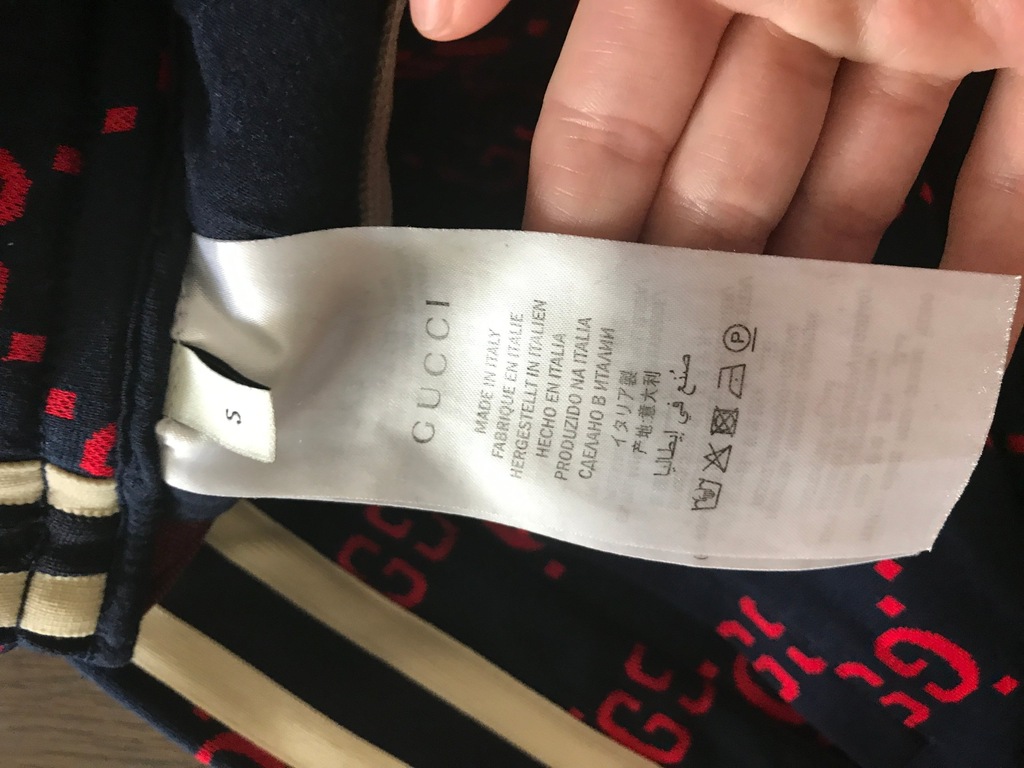 S
GUCCI
MADE IN ITALY
FABRIQUE EN ITALIE
HERGESTELLT IN ITALIEN
HECHO EN ITALIA
PRODUZIDO NA ITALIA
СДЕЛАНО В ИТАЛИИ
イタリア製
产地:意大利
صنع في إيطاليا
P